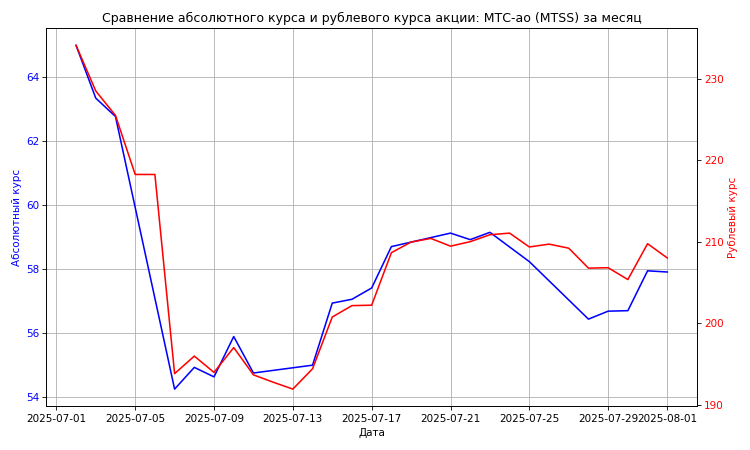 Сравнение абсолютного курса и рублевого курса акции: МТС-ао (MTSS) за месяц
64
62
60
58
56
54
Абсолютный курс
230
220
210
200
190
Рублевый курс
2025-07-01 2025-07-05 2025-07-09 2025-07-13 2025-07-17 2025-07-21 2025-07-25 2025-07-29 2025-08-01
Дата